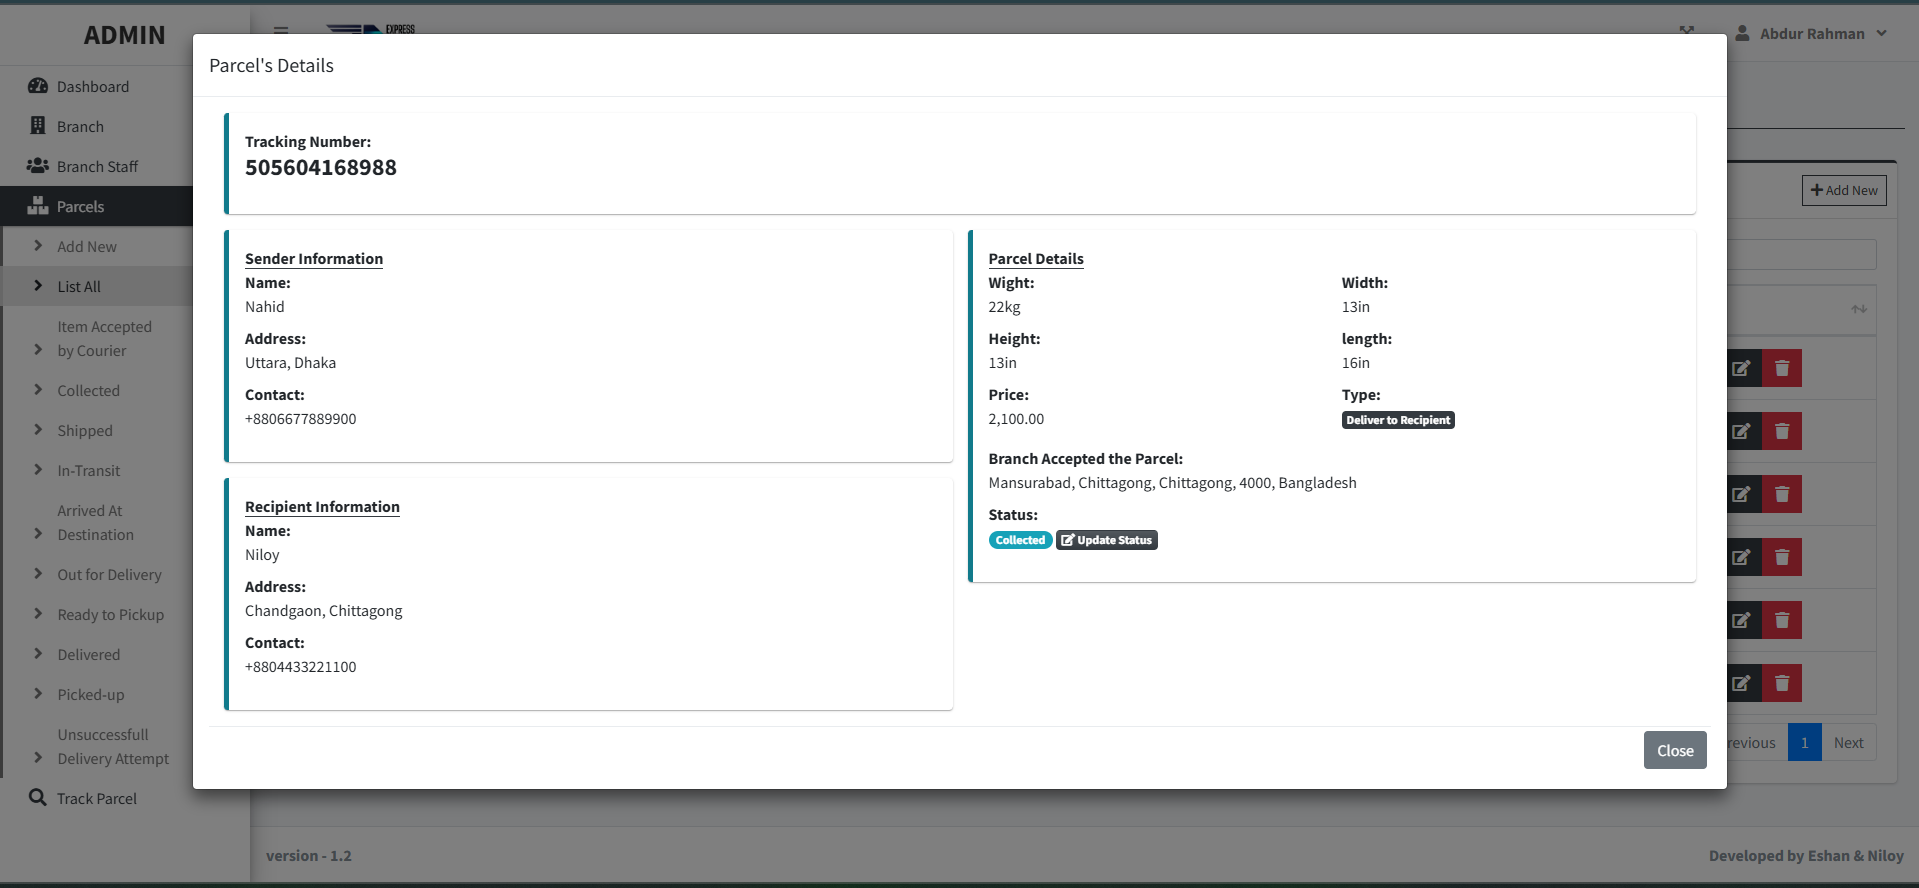 ADMIN
EXPRESS
Abdur Rahman
Dashboard
Branch
Branch Staff
Parcels
Add New
List All
Item Accepted
by Courier
Collected
Shipped
In-Transit
Arrived At
Destination
Out for Delivery
Ready to Pickup
Delivered
Picked-up
Unsuccessfull
Delivery Attempt
Track Parcel
Parcel's Details
Tracking Number:
505604168988
Sender Information
Name:
Nahid
Address:
Uttara, Dhaka
Contact:
+8806677889900
Recipient Information
Name:
Niloy
Address:
Chandgaon, Chittagong
Contact:
+8804433221100
Parcel Details
Wight: Width:
22kg 13in
Height: length:
13in 16in
Price: Type:
2,100.00 Deliver to Recipient
Branch Accepted the Parcel:
Mansurabad, Chittagong, Chittagong, 4000, Bangladesh
Status:
Collected Update Status
Close
Add New
revious 1 Next
version - 1.2
Developed by Eshan & Niloy